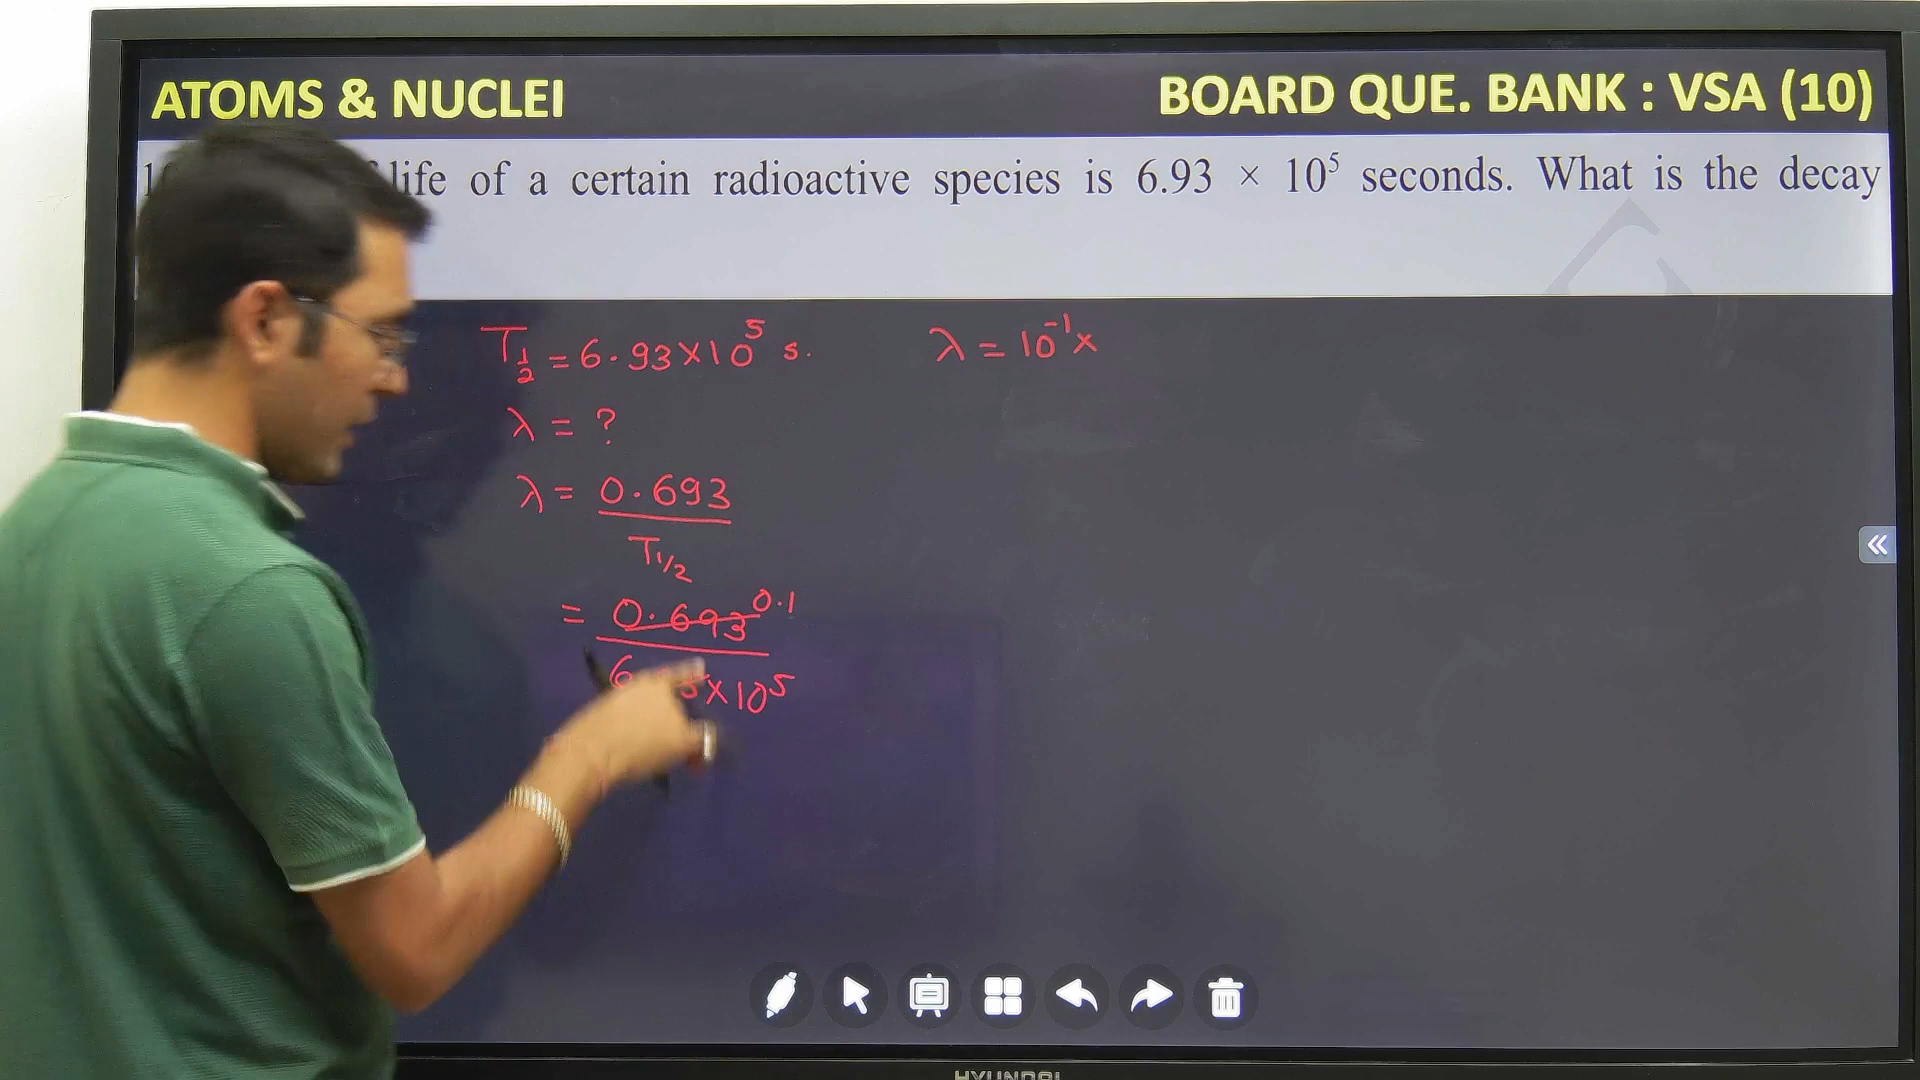 ATOMS & NUCLEI
BOARD QUE. BANK : VSA (10)
life of a certain radioactive species is 6.93 × 10⁵ seconds. What is the decay
T½ = 6.93×10⁵ s.
λ = ?
λ = 0.693
T1/2
= 0.693 0.1
×10⁵
λ = 10⁻¹×
HYUNDAI